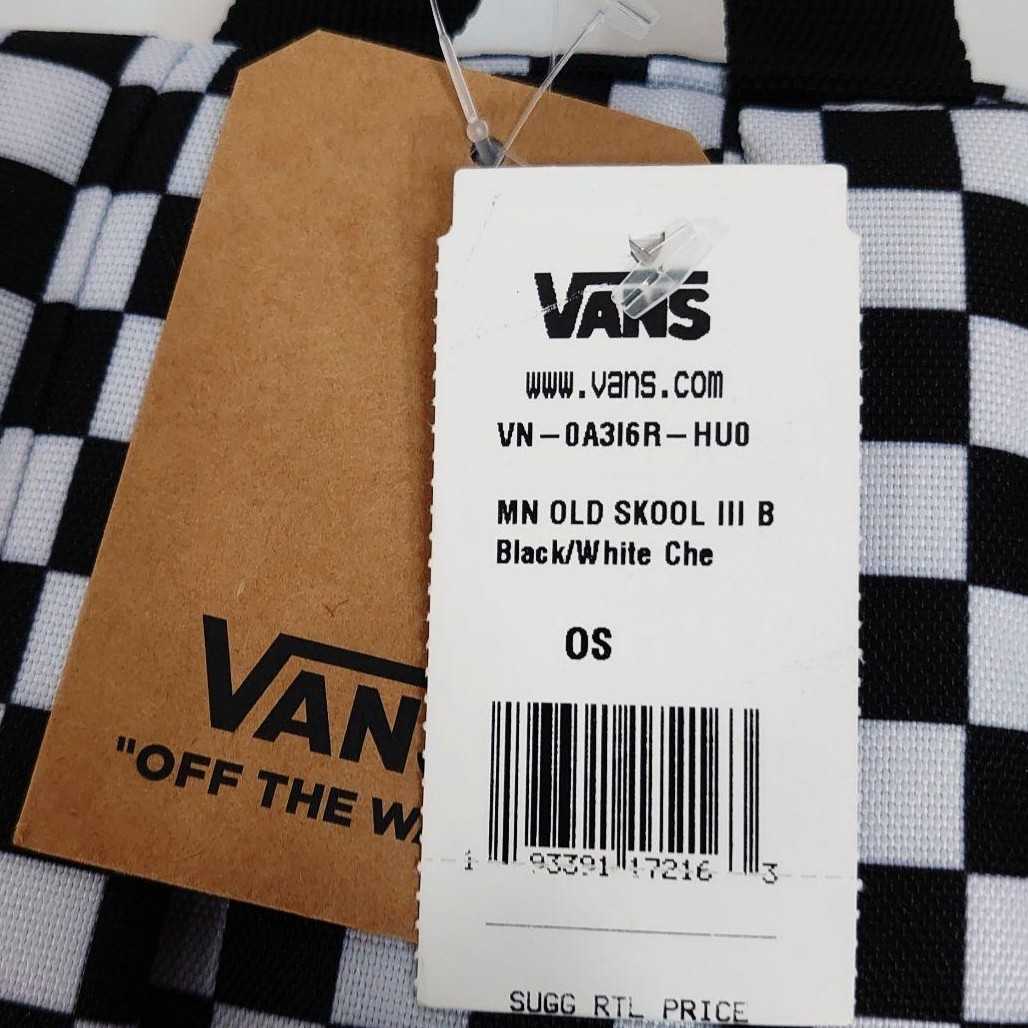 VANS
www.vans.com
VN-0A3I6R-HU0
MN OLD SKOOL III B
Black/White Che
OS
1 93391 17216 3
SUGG RTL PRICE
VANS
"OFF THE WA